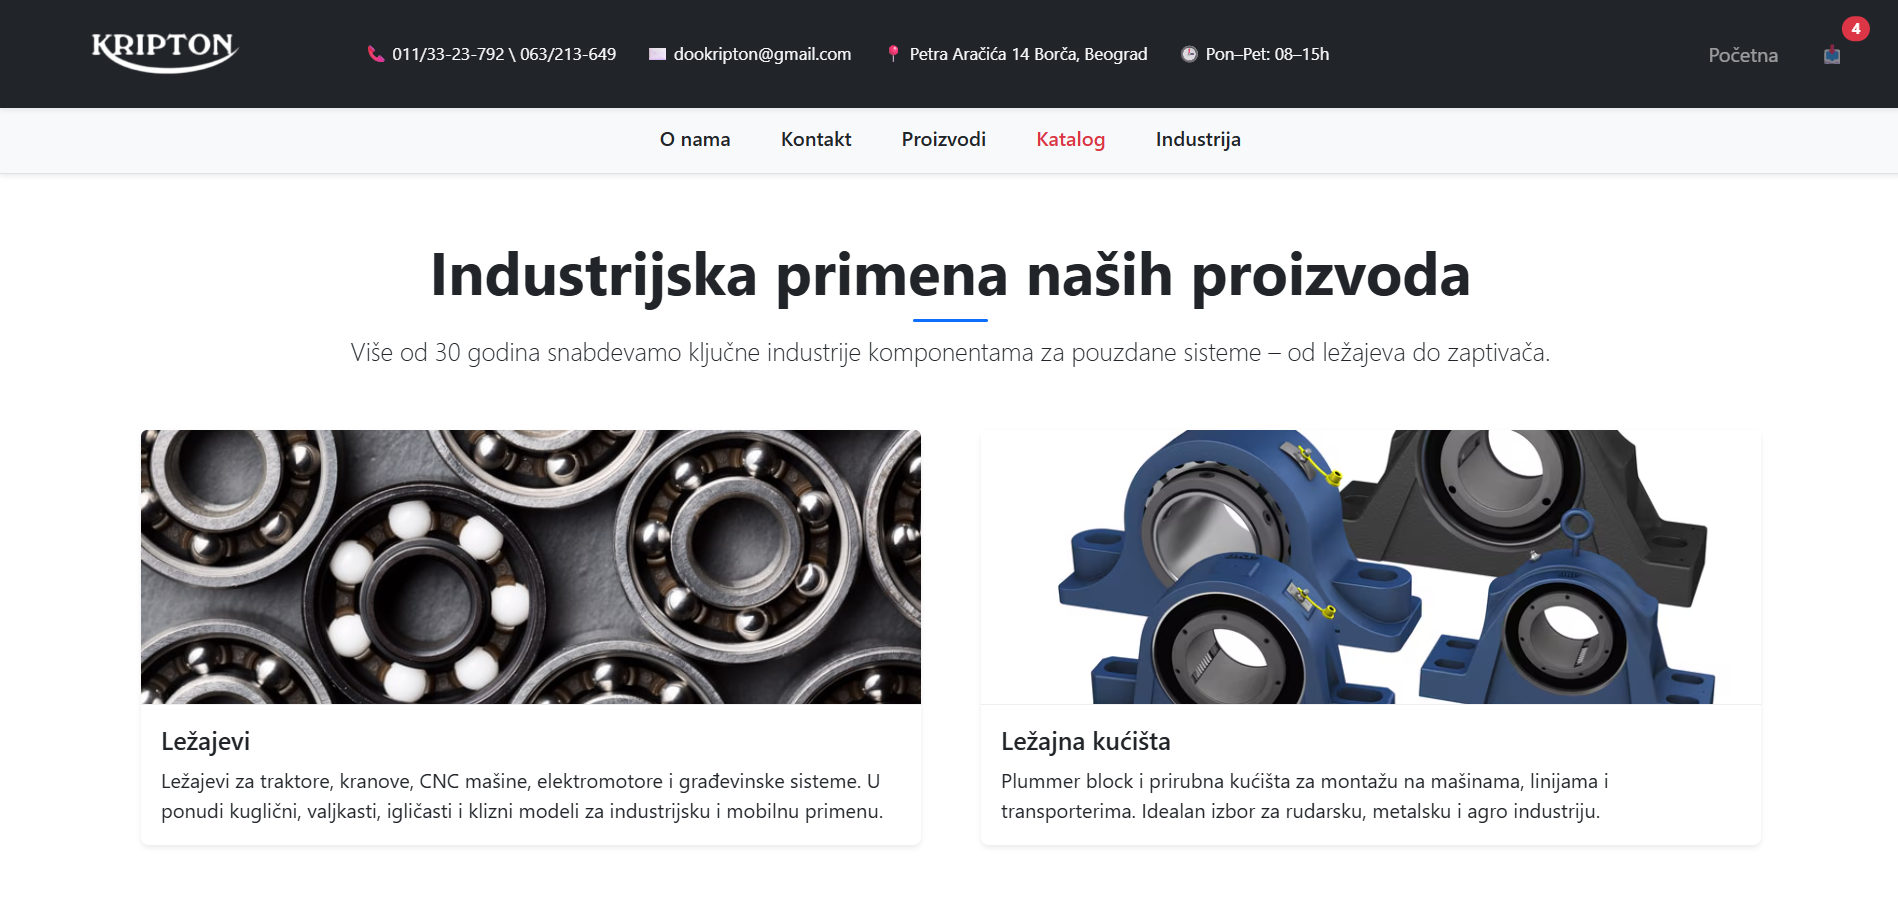 KRIPTON
011/33-23-792 \ 063/213-649
dookripton@gmail.com
Petra Aračića 14 Borča, Beograd
Pon–Pet: 08–15h
Početna
4
O nama
Kontakt
Proizvodi
Katalog
Industrija
Industrijska primena naših proizvoda
Više od 30 godina snabdevamo ključne industrije komponentama za pouzdane sisteme – od ležajeva do zaptivača.
Ležajevi
Ležajevi za traktore, kranove, CNC mašine, elektromotore i građevinske sisteme. U
ponudi kuglični, valjkasti, igličasti i klizni modeli za industrijsku i mobilnu primenu.
Ležajna kućišta
Plummer block i prirubna kućišta za montažu na mašinama, linijama i
transporterima. Idealan izbor za rudarsku, metalsku i agro industriju.